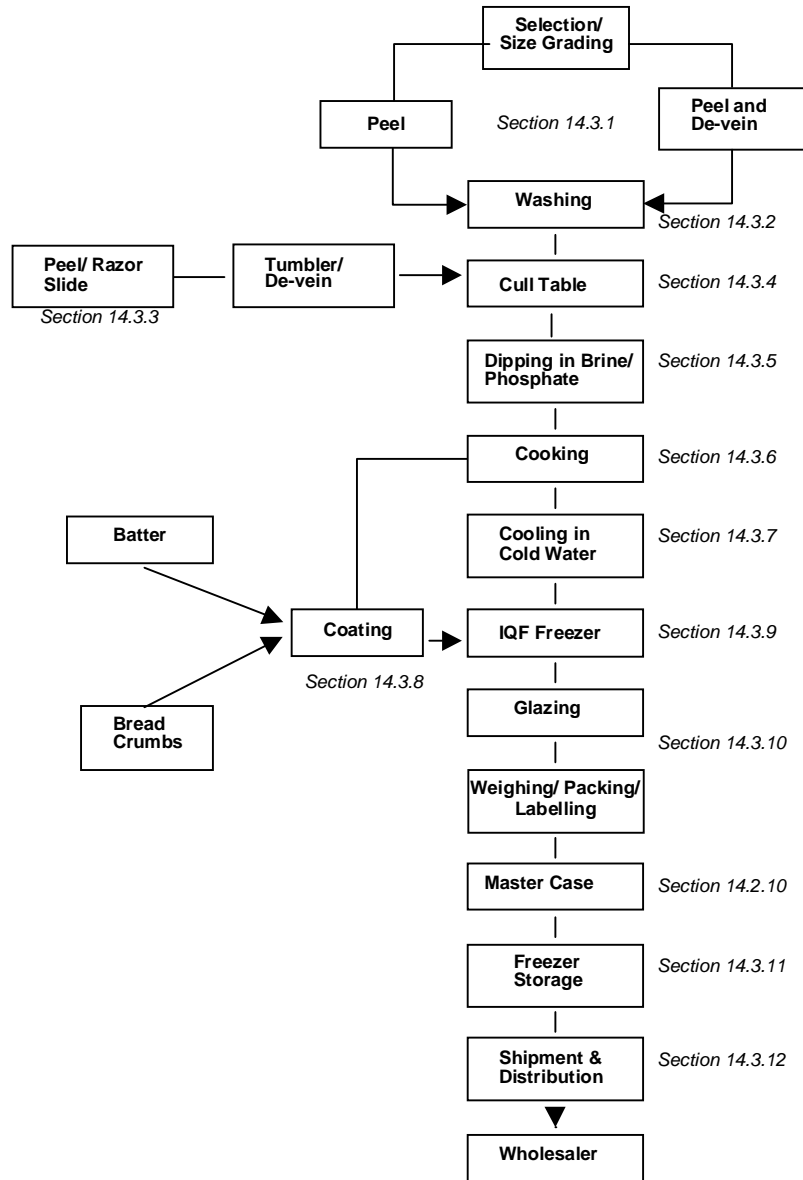 Selection/
Size Grading
Peel
Section 14.3.1
Peel and
De-vein
Washing
Section 14.3.2
Peel/ Razor
Slide
Section 14.3.3
Tumbler/
De-vein
Cull Table
Section 14.3.4
Dipping in Brine/
Phosphate
Section 14.3.5
Cooking
Section 14.3.6
Batter
Cooling in
Cold Water
Section 14.3.7
Coating
Section 14.3.8
IQF Freezer
Section 14.3.9
Bread
Crumbs
Glazing
Section 14.3.10
Weighing/ Packing/
Labelling
Master Case
Section 14.2.10
Freezer
Storage
Section 14.3.11
Shipment &
Distribution
Section 14.3.12
Wholesaler